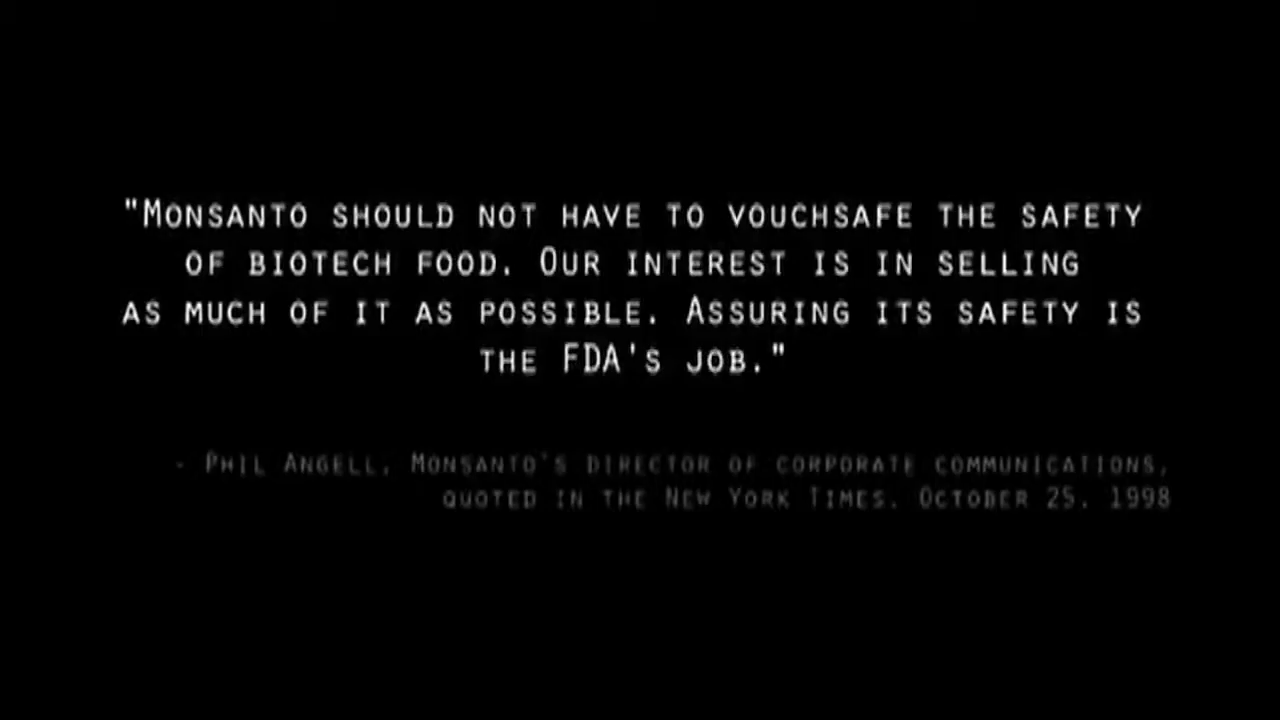 "Monsanto should not have to vouchsafe the safety
of biotech food. Our interest is in selling
as much of it as possible. Assuring its safety is
the FDA's job."
- Phil Angell, Monsanto's director of corporate communications,
quoted in the New York Times. October 25. 1998